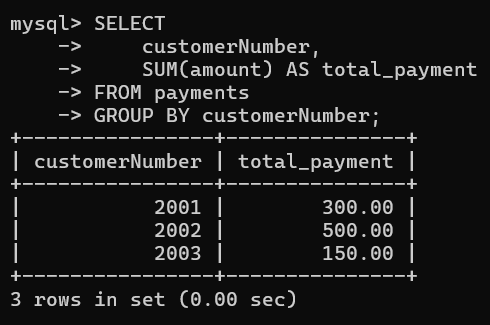 mysql> SELECT
    ->     customerNumber,
    ->     SUM(amount) AS total_payment
    -> FROM payments
    -> GROUP BY customerNumber;
+----------------+---------------+
| customerNumber | total_payment |
+----------------+---------------+
|           2001 |        300.00 |
|           2002 |        500.00 |
|           2003 |        150.00 |
+----------------+---------------+
3 rows in set (0.00 sec)